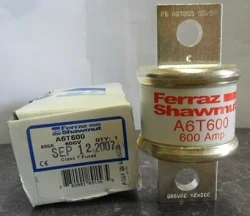 Ferraz
Shawmut
A6T600
600A
600V
QTY: 1
SEP 12 2007
Class T Fuses
Ferraz
Shawmut
A6T600
600 Amp